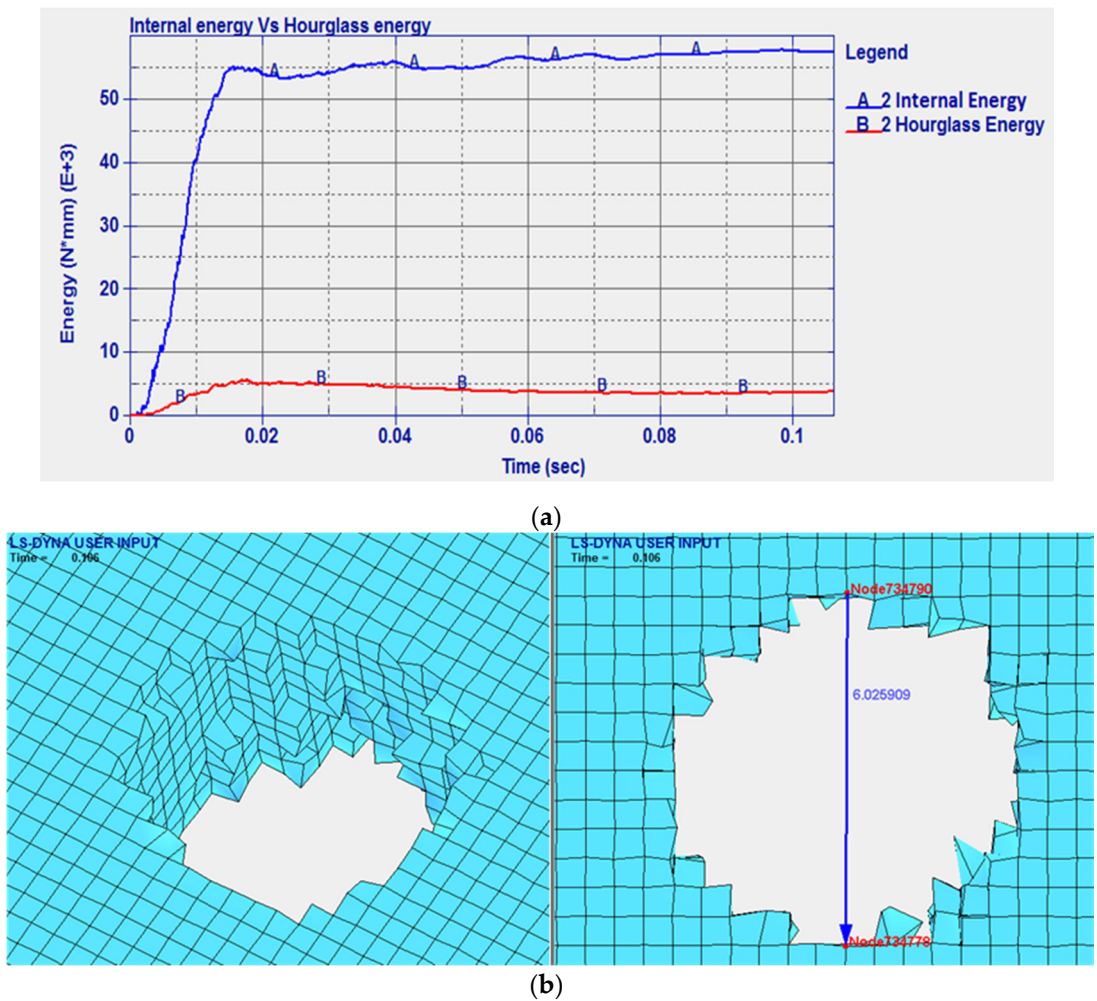 (a)
Internal energy Vs Hourglass energy
Legend
A 2 Internal Energy
B 2 Hourglass Energy
Energy (N*mm) (E+3)
50
40
30
20
10
0
A A A A
B B B B B
0 0.02 0.04 0.06 0.08 0.1
Time (sec)
(a)
LS-DYNA USER INPUT
Time = 0.106
LS-DYNA USER INPUT
Time = 0.106
Node734790
6.025909
Node734778
(b)